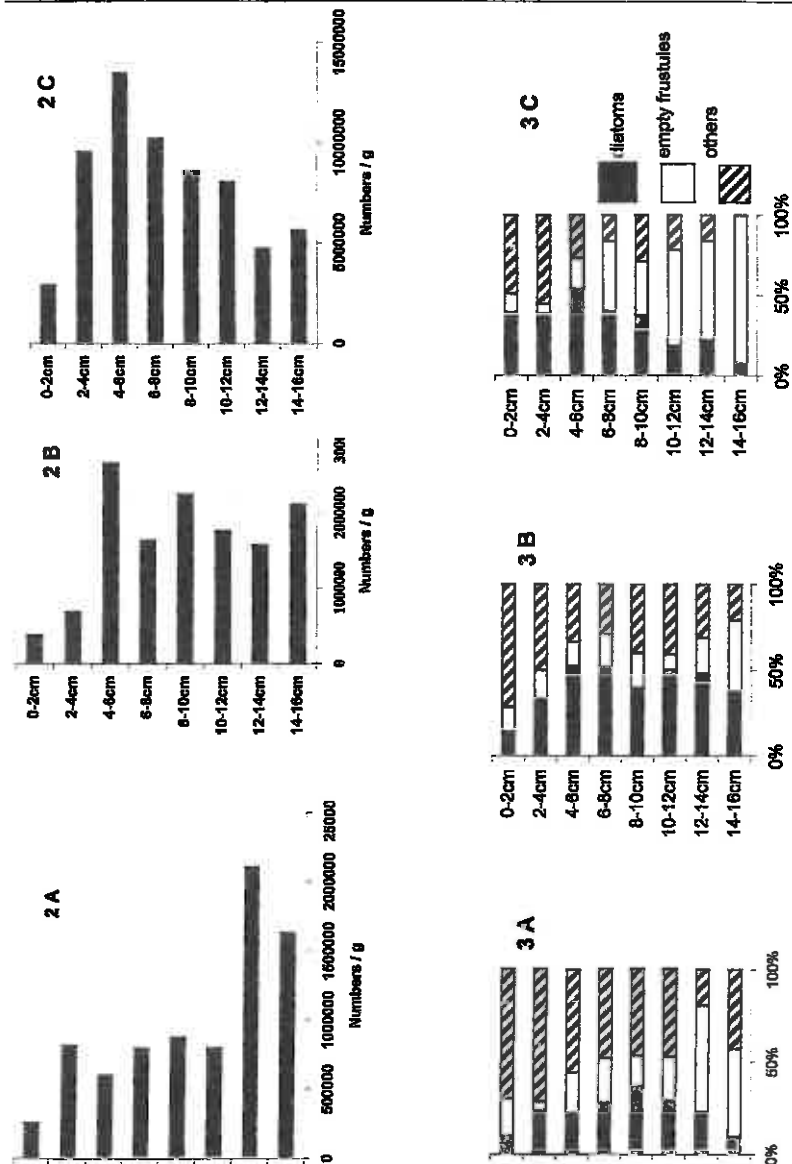 2 A
0 500000 1000000 1500000 2000000 25000
Numbers / g
2 B
0-2cm
2-4cm
4-6cm
6-8cm
8-10cm
10-12cm
12-14cm
14-16cm
0 1000000 2000000 300
Numbers / g
2 C
0-2cm
2-4cm
4-6cm
6-8cm
8-10cm
10-12cm
12-14cm
14-16cm
0 5000000 10000000 15000000
Numbers / g
3 A
0% 50% 100%
3 B
0-2cm
2-4cm
4-6cm
6-8cm
8-10cm
10-12cm
12-14cm
14-16cm
0% 50% 100%
3 C
0-2cm
2-4cm
4-6cm
6-8cm
8-10cm
10-12cm
12-14cm
14-16cm
0% 50% 100%
diatoms
empty frustules
others